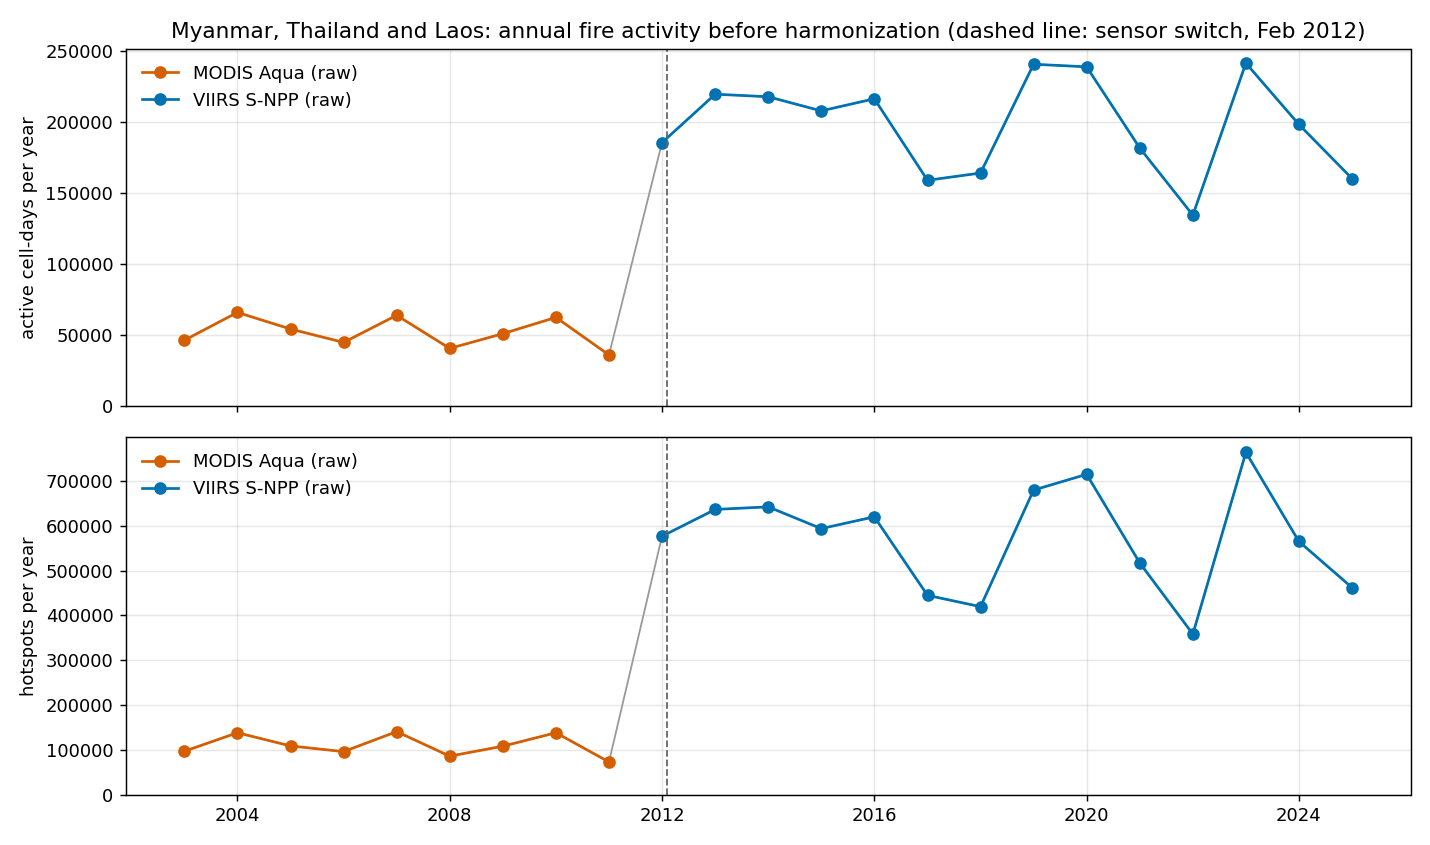 Myanmar, Thailand and Laos: annual fire activity before harmonization (dashed line: sensor switch, Feb 2012)
active cell-days per year
250000
200000
150000
100000
50000
0
MODIS Aqua (raw)
VIIRS S-NPP (raw)
hotspots per year
700000
600000
500000
400000
300000
200000
100000
0
MODIS Aqua (raw)
VIIRS S-NPP (raw)
2004 2008 2012 2016 2020 2024